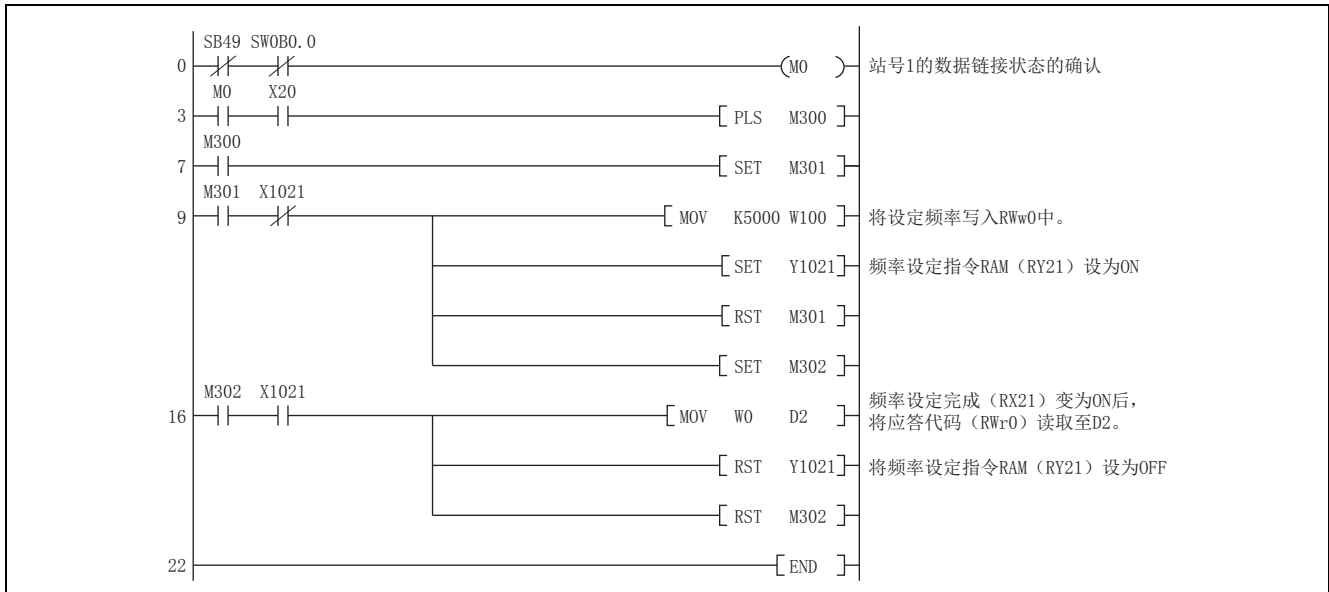 SB49 SW0B0.0
0 M0 站号1的数据链接状态的确认
M0 X20
3 PLS M300
M300
7 SET M301
M301 X1021
9 MOV K5000 W100 将设定频率写入RWw0中。
SET Y1021 频率设定指令RAM（RY21）设为ON
RST M301
SET M302
M302 X1021
16 MOV W0 D2 频率设定完成（RX21）变为ON后，
将应答代码（RWr0）读取至D2。
RST Y1021 将频率设定指令RAM（RY21）设为OFF
RST M302
22 END